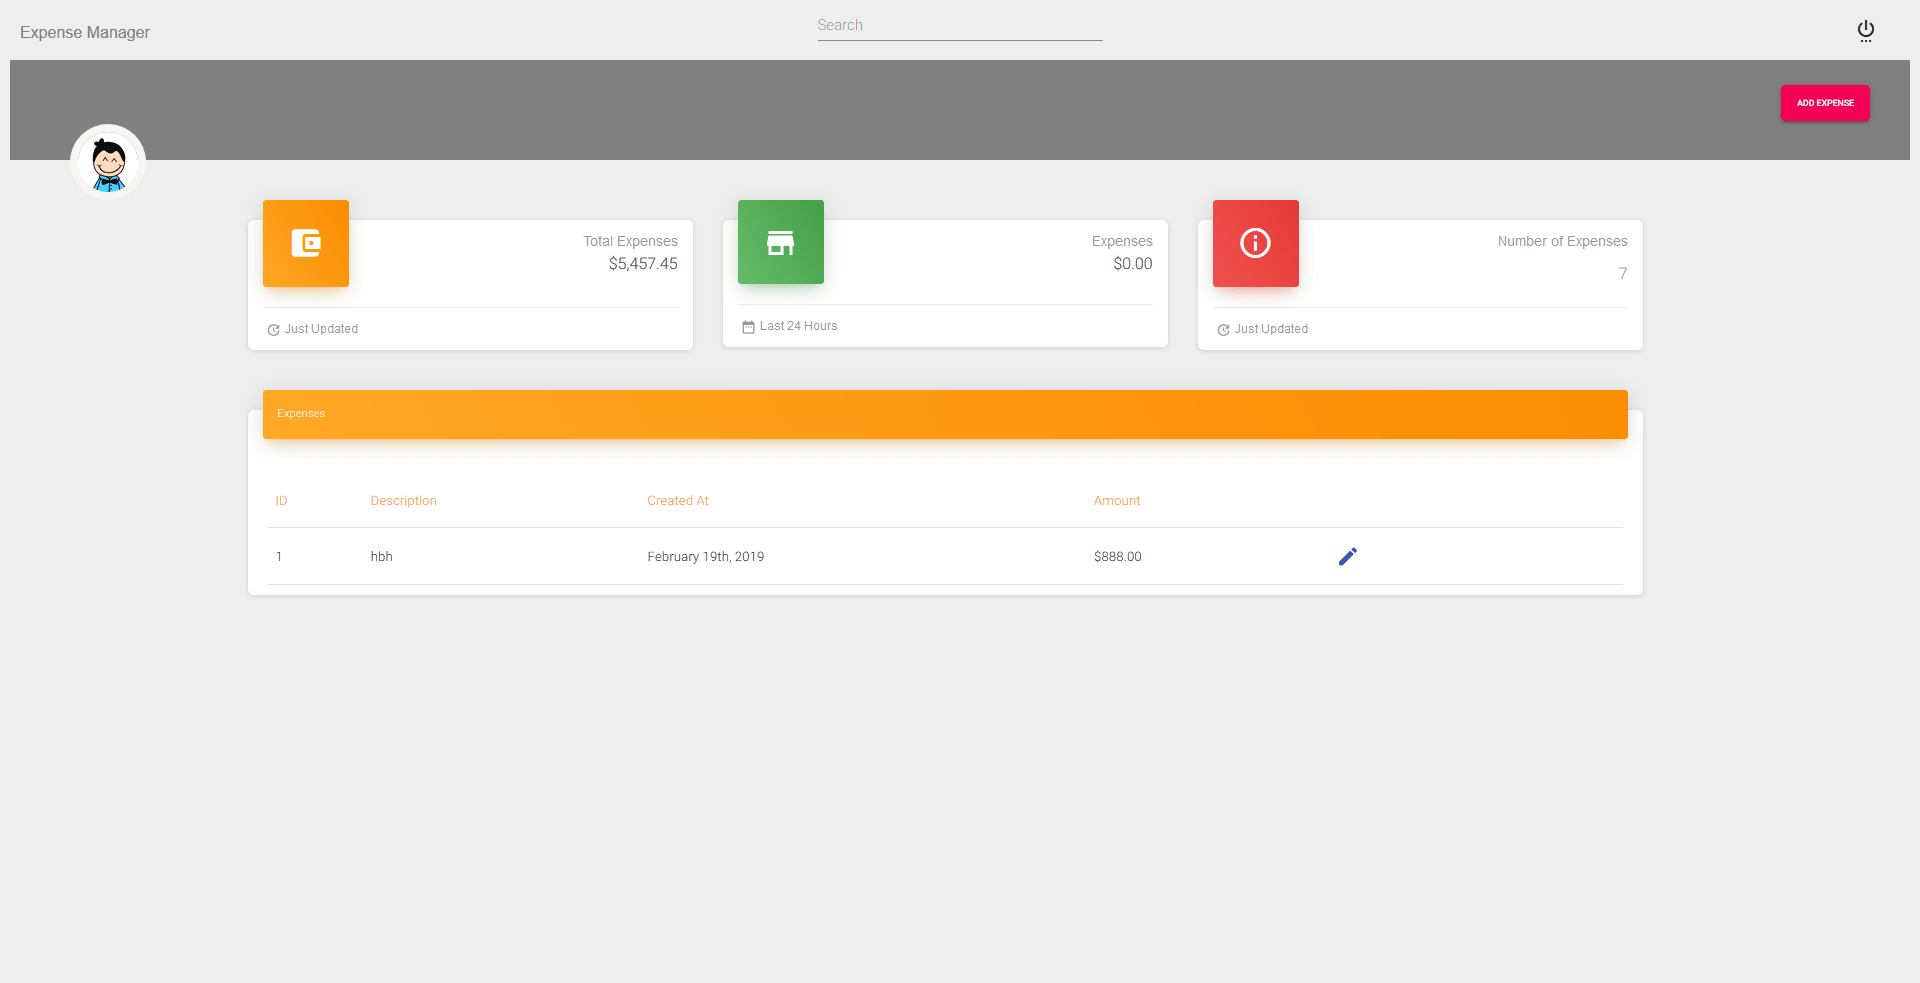 Expense Manager
Search
ADD EXPENSE
Total Expenses
$5,457.45
Just Updated
Expenses
$0.00
Last 24 Hours
Number of Expenses
7
Just Updated
Expenses
ID Description Created At Amount
1 hbh February 19th, 2019 $888.00